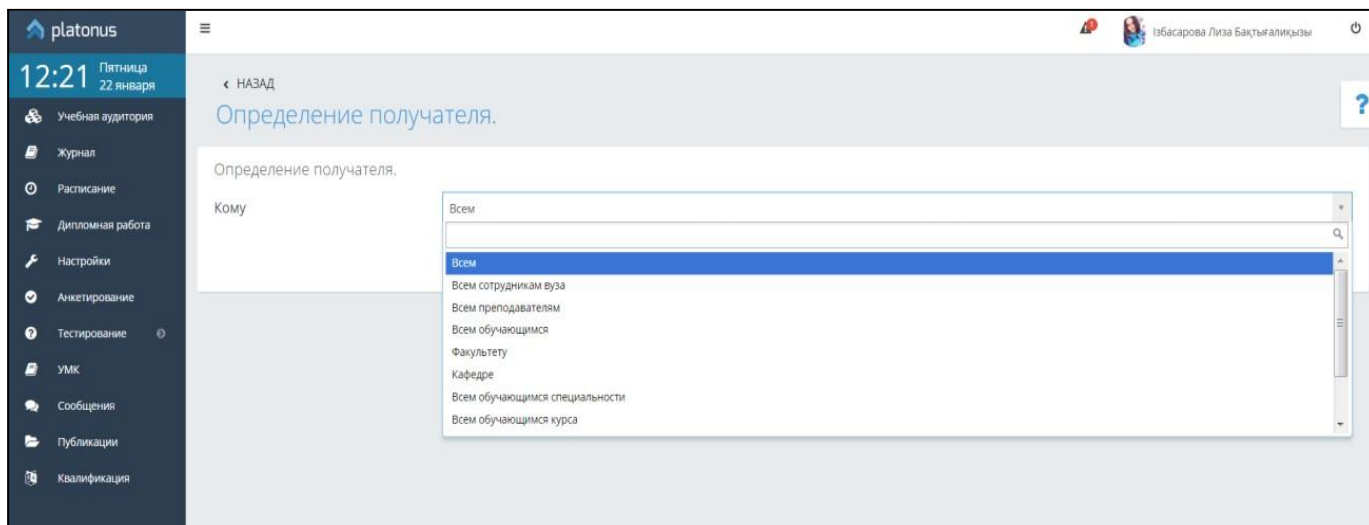 platonus
Ізбасарова Лиза Бақтығалиқызы
12:21 Пятница
22 января
Учебная аудитория
Журнал
Расписание
Дипломная работа
Настройки
Анкетирование
Тестирование
УМК
Сообщения
Публикации
Квалификация
НАЗАД
Определение получателя.
?
Определение получателя.
Кому
Всем
Всем
Всем сотрудникам вуза
Всем преподавателям
Всем обучающимся
Факультету
Кафедре
Всем обучающимся специальности
Всем обучающимся курса